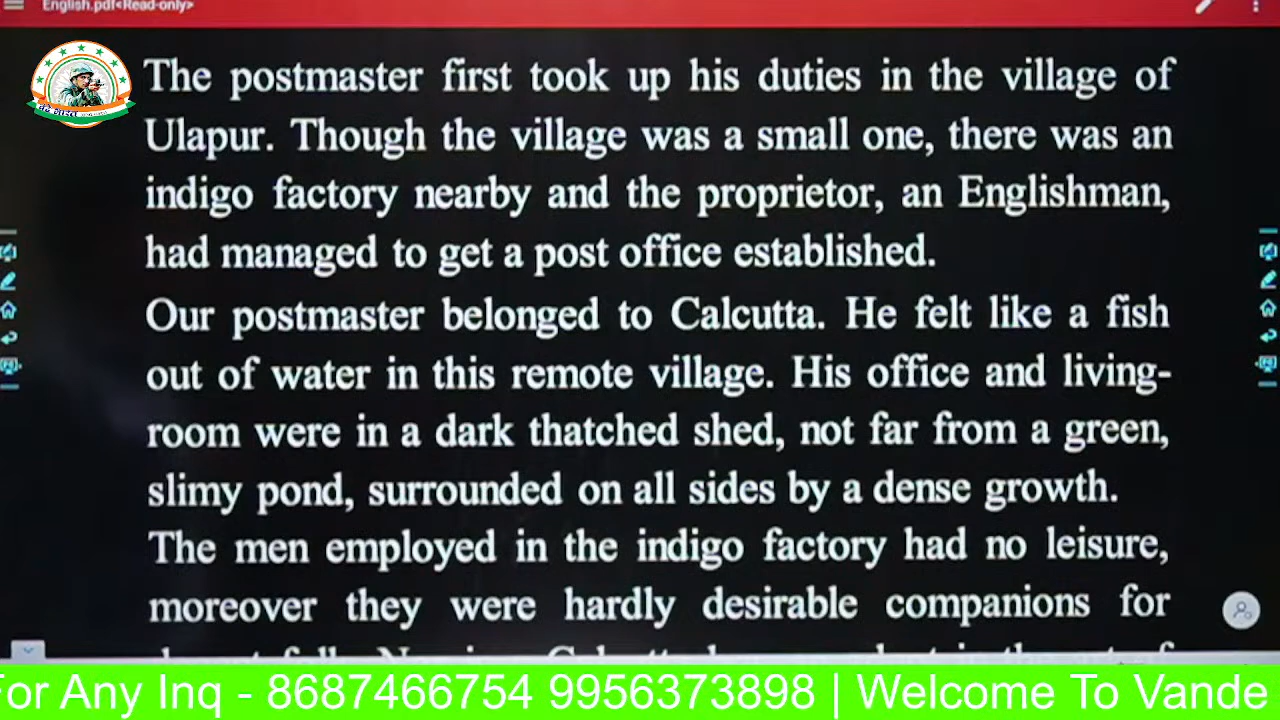 English.pdf<Read-only>
The postmaster first took up his duties in the village of
Ulapur. Though the village was a small one, there was an
indigo factory nearby and the proprietor, an Englishman,
had managed to get a post office established.
Our postmaster belonged to Calcutta. He felt like a fish
out of water in this remote village. His office and living-
room were in a dark thatched shed, not far from a green,
slimy pond, surrounded on all sides by a dense growth.
The men employed in the indigo factory had no leisure,
moreover they were hardly desirable companions for
For Any Inq - 8687466754 9956373898 | Welcome To Vande